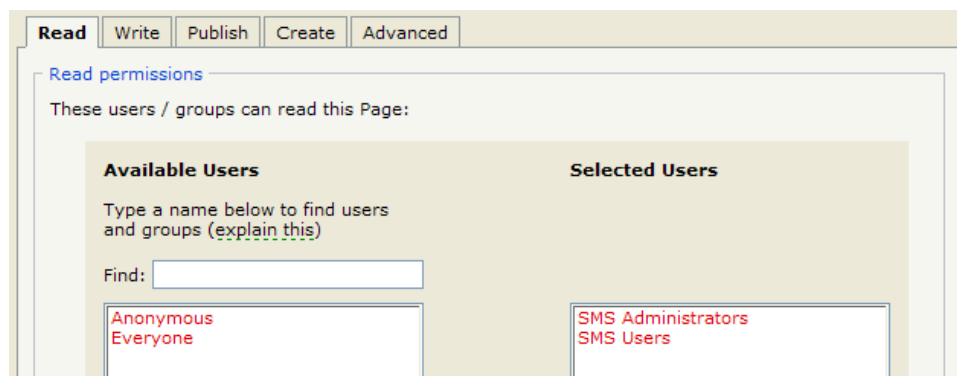 Read Write Publish Create Advanced
Read permissions
These users / groups can read this Page:
Available Users
Selected Users
Type a name below to find users
and groups (explain this)
Find:
Anonymous
Everyone
SMS Administrators
SMS Users